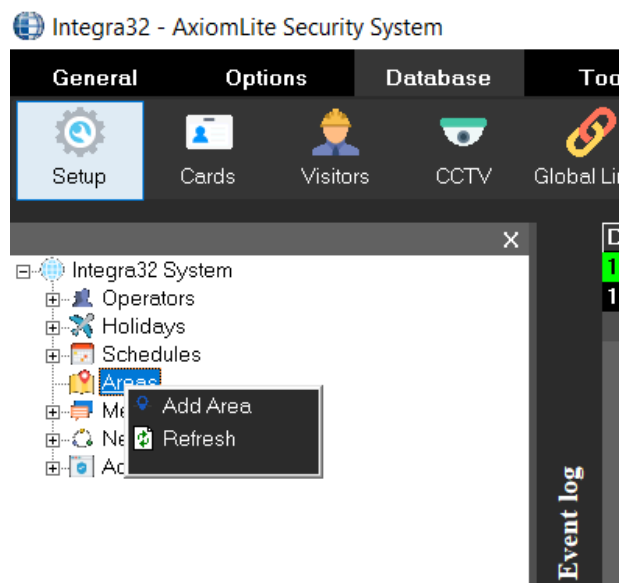 Integra32 - AxiomLite Security System
General Options Database
Setup Cards Visitors CCTV Global
X
Integra32 System
Operators
Holidays
Schedules
Areas
Add Area
Refresh
Event log